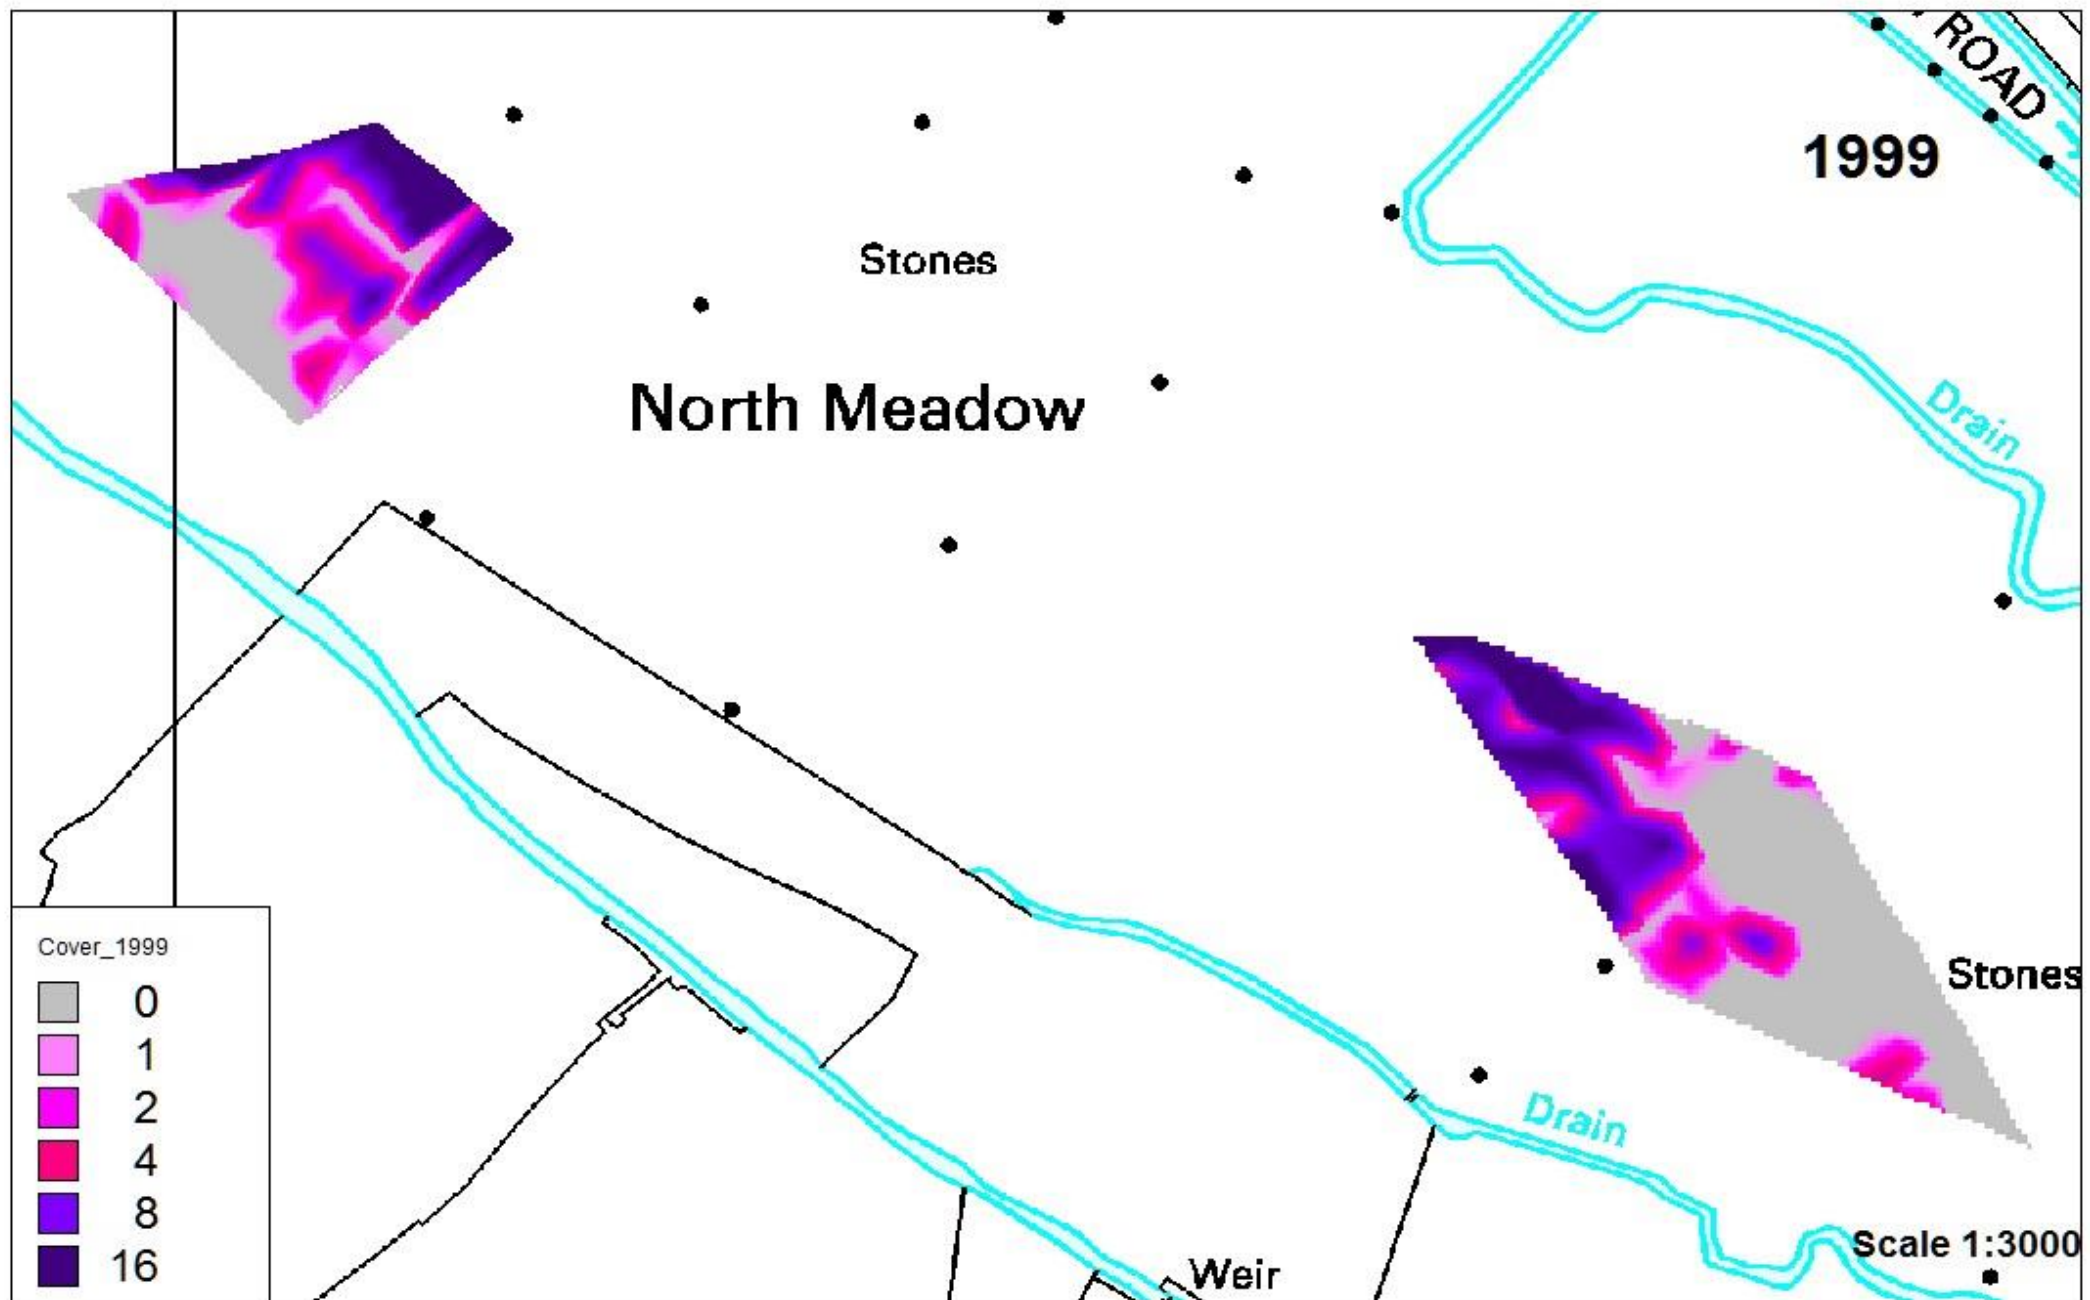 ROAD
1999
Stones
North Meadow
Drain
Stones
Drain
Scale 1:3000
Weir
Cover_1999
0
1
2
4
8
16